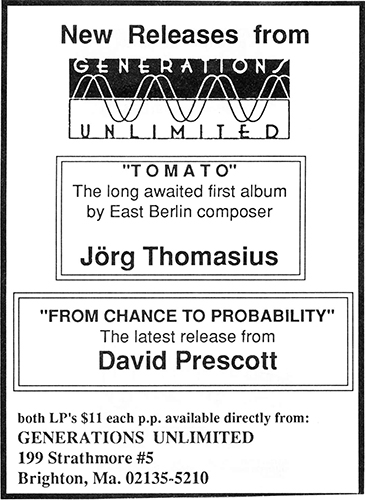 New Releases from
GENERATIONS
UNLIMITED
"TOMATO"
The long awaited first album
by East Berlin composer
Jörg Thomasius
"FROM CHANCE TO PROBABILITY"
The latest release from
David Prescott
both LP's $11 each p.p. available directly from:
GENERATIONS UNLIMITED
199 Strathmore #5
Brighton, Ma. 02135-5210